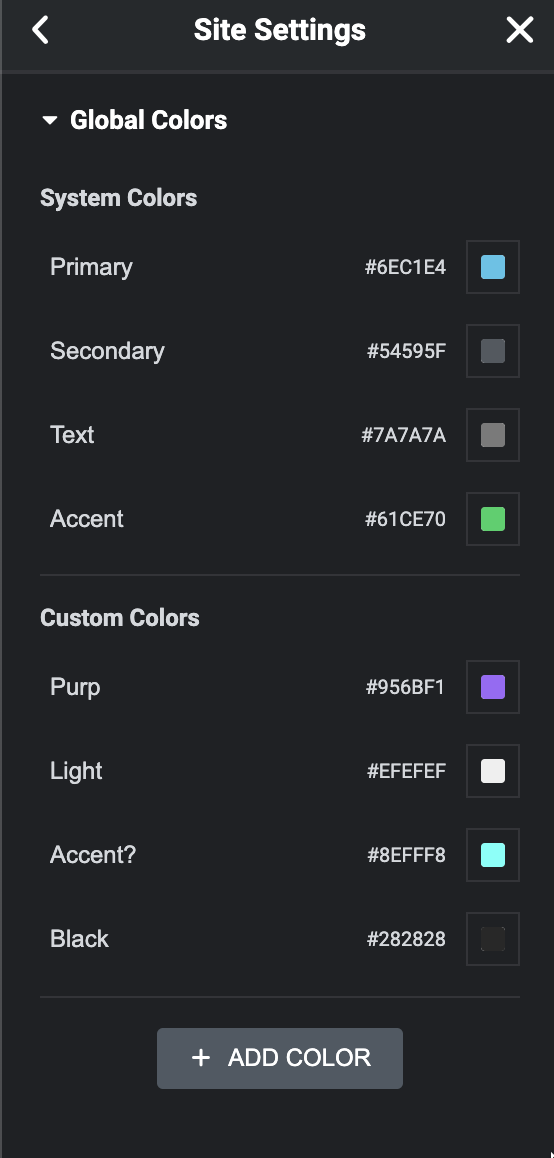 Site Settings
Global Colors
System Colors
Primary #6EC1E4
Secondary #54595F
Text #7A7A7A
Accent #61CE70
Custom Colors
Purp #956BF1
Light #EFEFEF
Accent? #8EFFF8
Black #282828
+ ADD COLOR